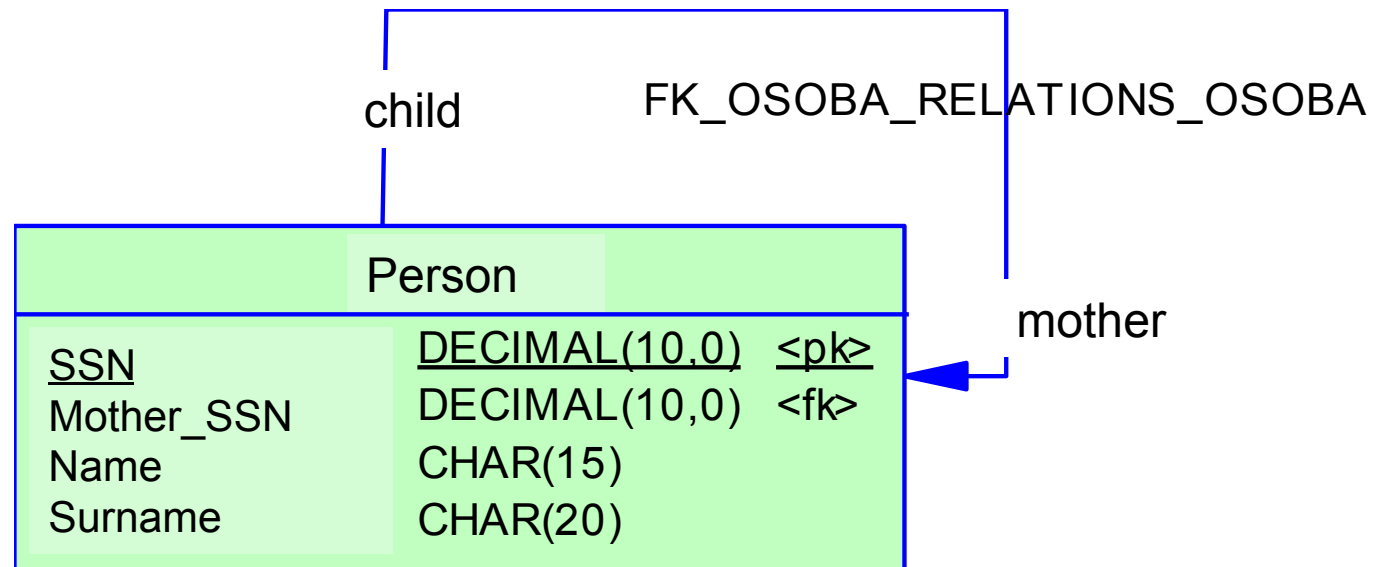 child FK_OSOBA_RELATIONS_OSOBA
Person
mother
SSN DECIMAL(10,0) <pk>
Mother_SSN DECIMAL(10,0) <fk>
Name CHAR(15)
Surname CHAR(20)